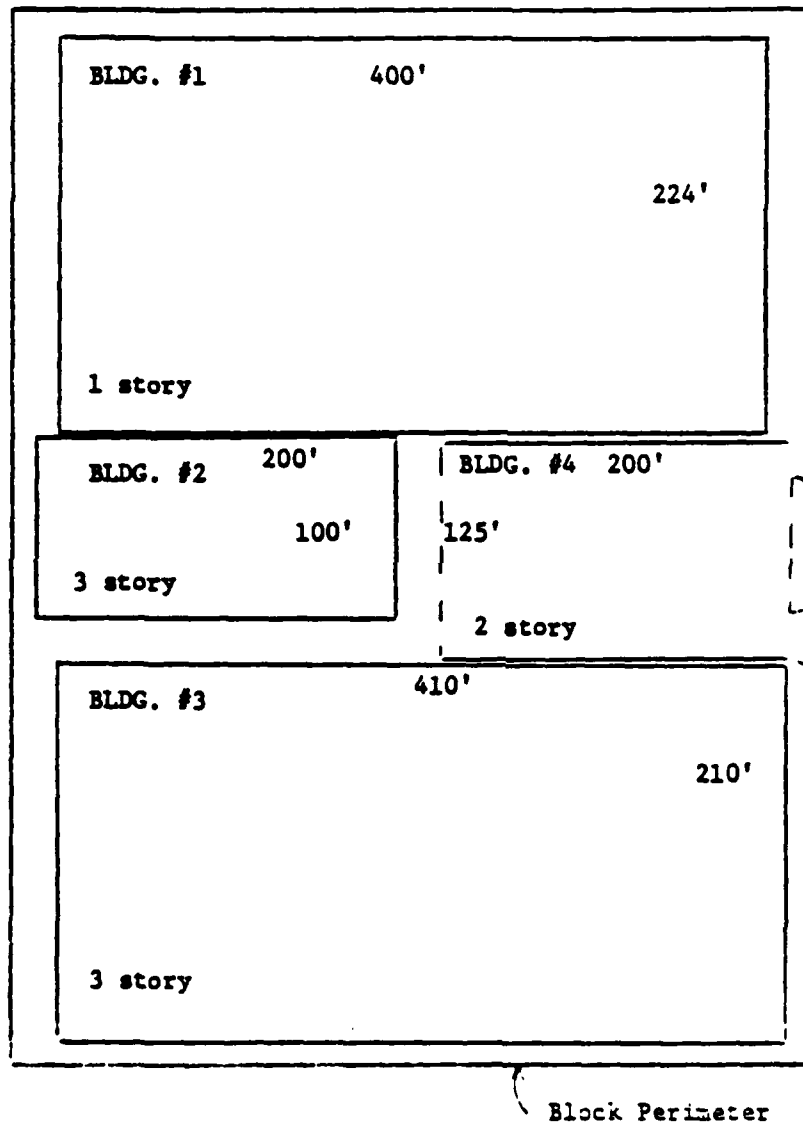 BLDG. #1 400'
224'
1 story
BLDG. #2 200'
100'
3 story
BLDG. #4 200'
125'
2 story
BLDG. #3 410'
210'
3 story
Block Perimeter